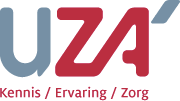 UZA'
Kennis / Ervaring / Zorg